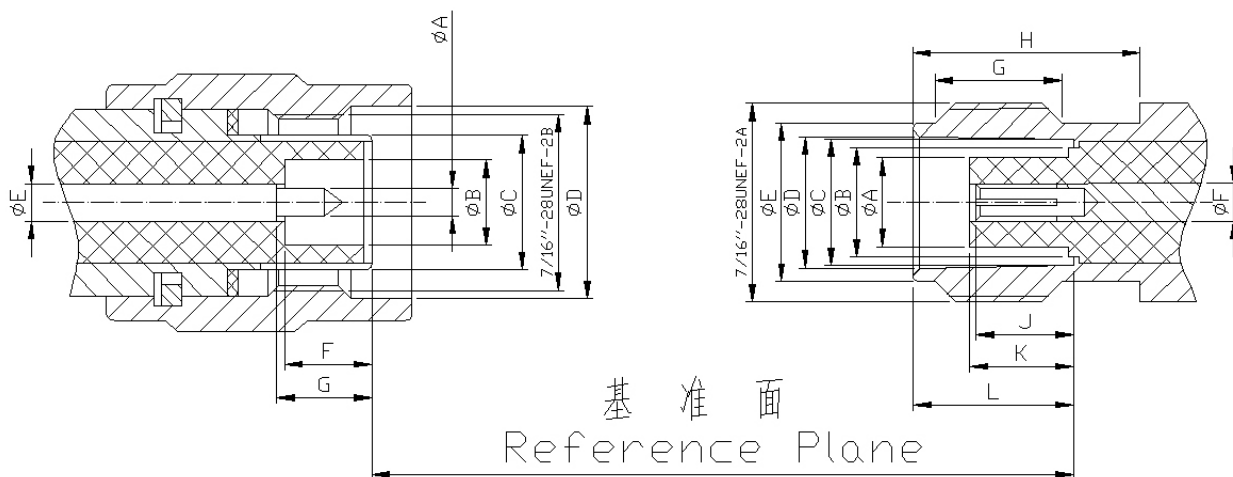 øA
øE
øB
øC
7/16″-28UNEF-2B
øD
F
G
H
G
7/16″-28UNEF-2A
øE
øD
øC
øB
øA
øF
J
K
L
基 准 面
Reference Plane